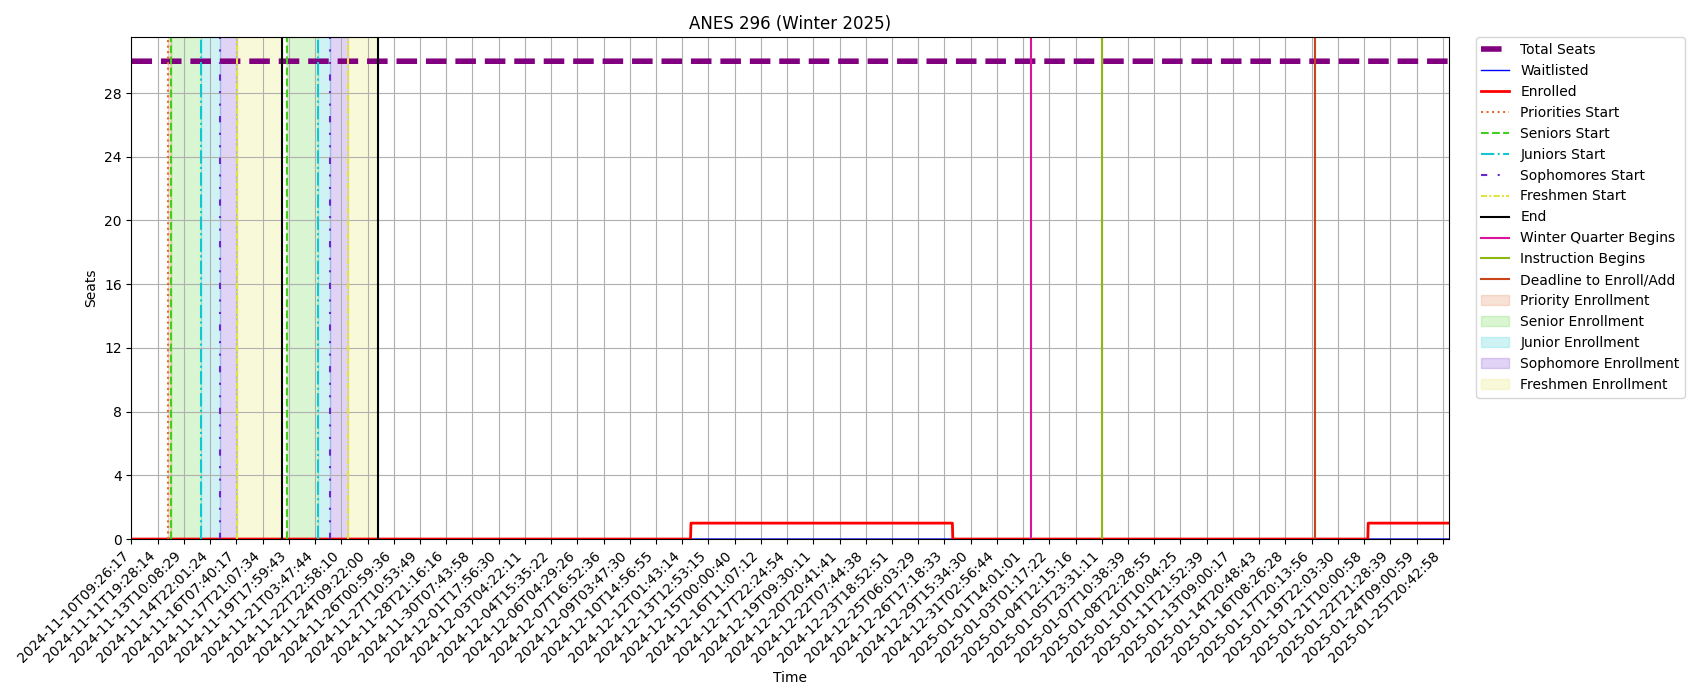 ANES 296 (Winter 2025)
Seats
28
24
20
16
12
8
4
0
2024-11-10T09:26:17
2024-11-11T19:28:14
2024-11-13T10:08:29
2024-11-14T22:01:24
2024-11-16T07:40:17
2024-11-17T21:07:34
2024-11-19T17:59:43
2024-11-21T03:47:44
2024-11-22T22:58:10
2024-11-24T09:22:00
2024-11-26T00:59:36
2024-11-27T10:53:49
2024-11-28T21:16:16
2024-11-30T07:43:58
2024-12-01T17:56:30
2024-12-03T04:22:11
2024-12-04T15:35:22
2024-12-06T04:29:26
2024-12-07T16:52:36
2024-12-09T03:47:30
2024-12-10T14:56:55
2024-12-12T01:43:14
2024-12-13T12:53:15
2024-12-15T00:00:40
2024-12-16T11:07:12
2024-12-17T22:24:54
2024-12-19T09:30:11
2024-12-20T20:41:41
2024-12-22T07:44:38
2024-12-23T18:52:51
2024-12-25T06:03:29
2024-12-26T17:18:33
2024-12-29T15:34:30
2024-12-31T02:56:44
2025-01-01T14:01:01
2025-01-03T01:17:22
2025-01-04T12:15:16
2025-01-05T23:31:11
2025-01-07T10:38:39
2025-01-08T22:28:55
2025-01-10T10:04:25
2025-01-11T21:52:39
2025-01-13T09:00:17
2025-01-14T20:48:43
2025-01-16T08:26:28
2025-01-17T20:13:56
2025-01-19T22:03:30
2025-01-21T10:00:58
2025-01-22T21:28:39
2025-01-24T09:00:59
2025-01-25T20:42:58
Time
Total Seats
Waitlisted
Enrolled
Priorities Start
Seniors Start
Juniors Start
Sophomores Start
Freshmen Start
End
Winter Quarter Begins
Instruction Begins
Deadline to Enroll/Add
Priority Enrollment
Senior Enrollment
Junior Enrollment
Sophomore Enrollment
Freshmen Enrollment